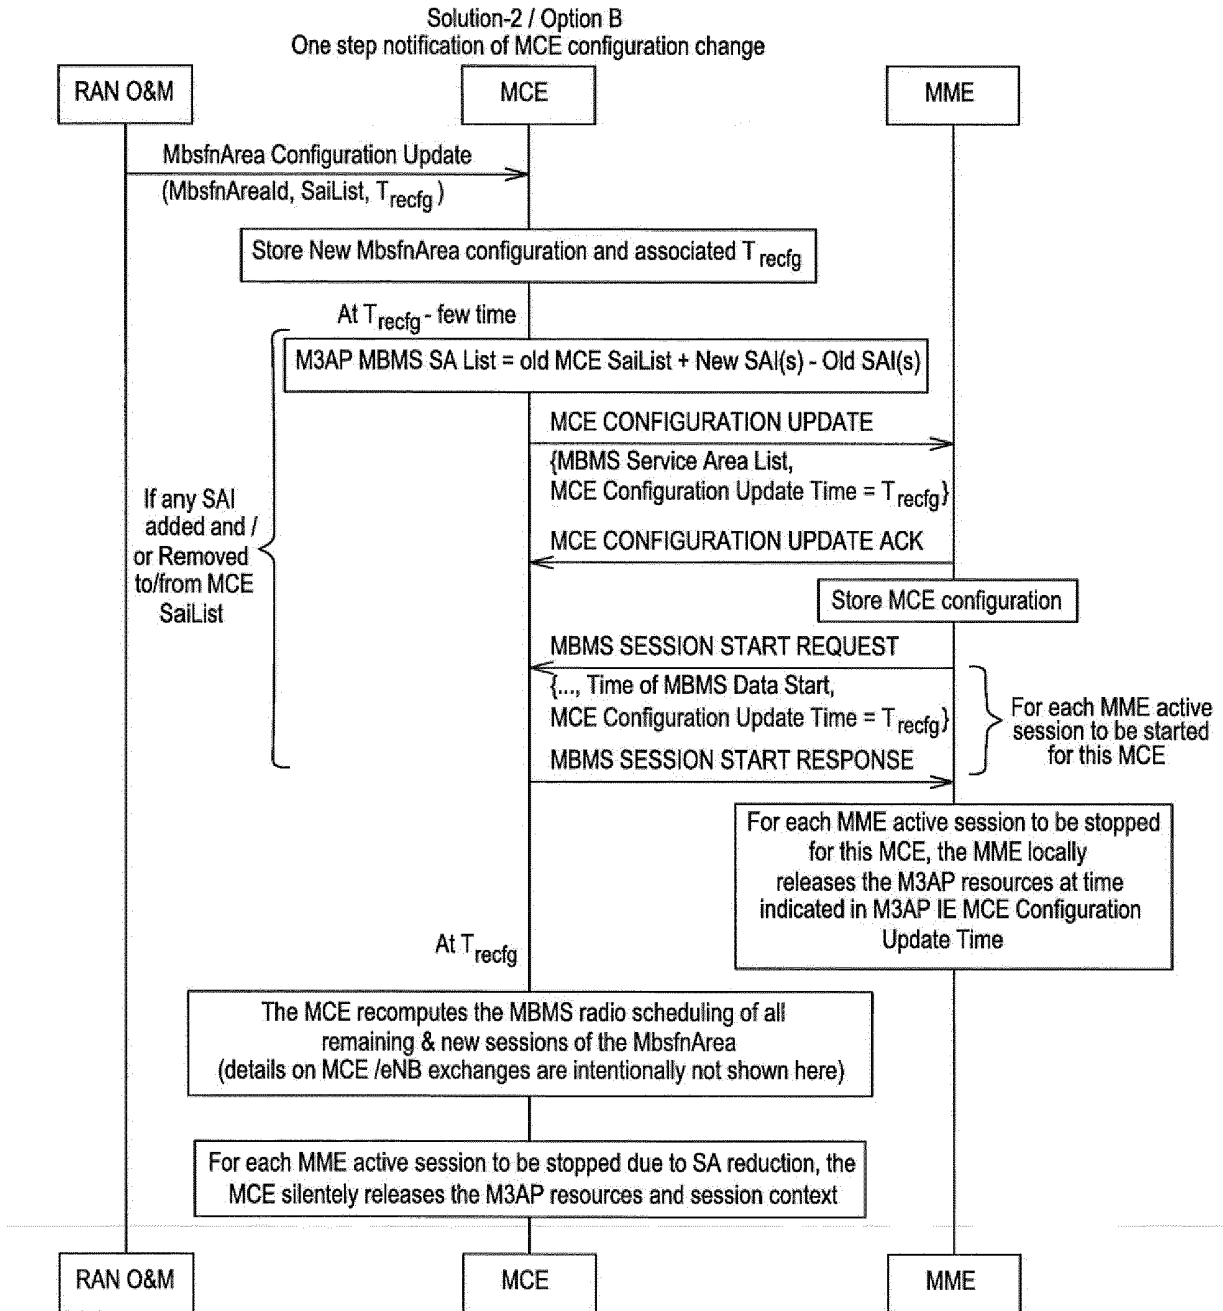 Solution-2 / Option B
One step notification of MCE configuration change
RAN O&M
MCE
MME
MbsfnArea Configuration Update
(MbsfnAreaId, SaiList, Trecfg )
Store New MbsfnArea configuration and associated Trecfg
At Trecfg - few time
M3AP MBMS SA List = old MCE SaiList + New SAI(s) - Old SAI(s)
MCE CONFIGURATION UPDATE
{MBMS Service Area List,
MCE Configuration Update Time = Trecfg}
If any SAI
added and /
or Removed
to/from MCE
SaiList
MCE CONFIGURATION UPDATE ACK
Store MCE configuration
MBMS SESSION START REQUEST
{..., Time of MBMS Data Start,
MCE Configuration Update Time = Trecfg}
For each MME active
session to be started
for this MCE
MBMS SESSION START RESPONSE
For each MME active session to be stopped
for this MCE, the MME locally
releases the M3AP resources at time
indicated in M3AP IE MCE Configuration
Update Time
At Trecfg
The MCE recomputes the MBMS radio scheduling of all
remaining & new sessions of the MbsfnArea
(details on MCE /eNB exchanges are intentionally not shown here)
For each MME active session to be stopped due to SA reduction, the
MCE silentely releases the M3AP resources and session context
RAN O&M
MCE
MME